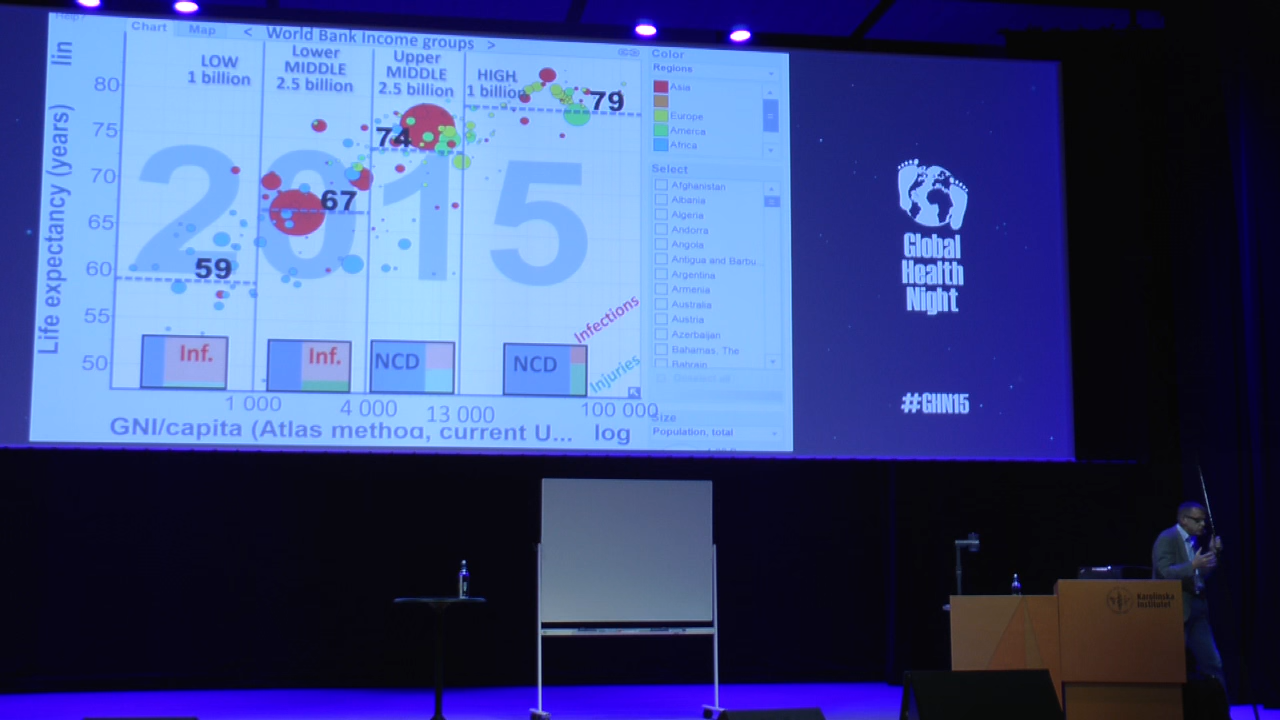 Help?
Chart Map < World Bank Income groups >
LOW
1 billion
Lower
MIDDLE
2.5 billion
Upper
MIDDLE
2.5 billion
HIGH
1 billion
lin
Life expectancy (years)
80
75
70
65
60
55
50
2015
59
67
74
79
Inf.
Inf.
NCD
NCD
Infections
Injuries
1 000
4 000
13 000
100 000
GNI/capita (Atlas method, current U... log
Color
Regions
Asia
Europe
America
Africa
Select
Afghanistan
Albania
Algeria
Andorra
Angola
Antigua and Barbu...
Argentina
Armenia
Australia
Austria
Azerbaijan
Bahamas, The
Bahrain
Deselect all
Size
Population, total
Global
Health
Night
#GHN15
Karolinska
Institutet